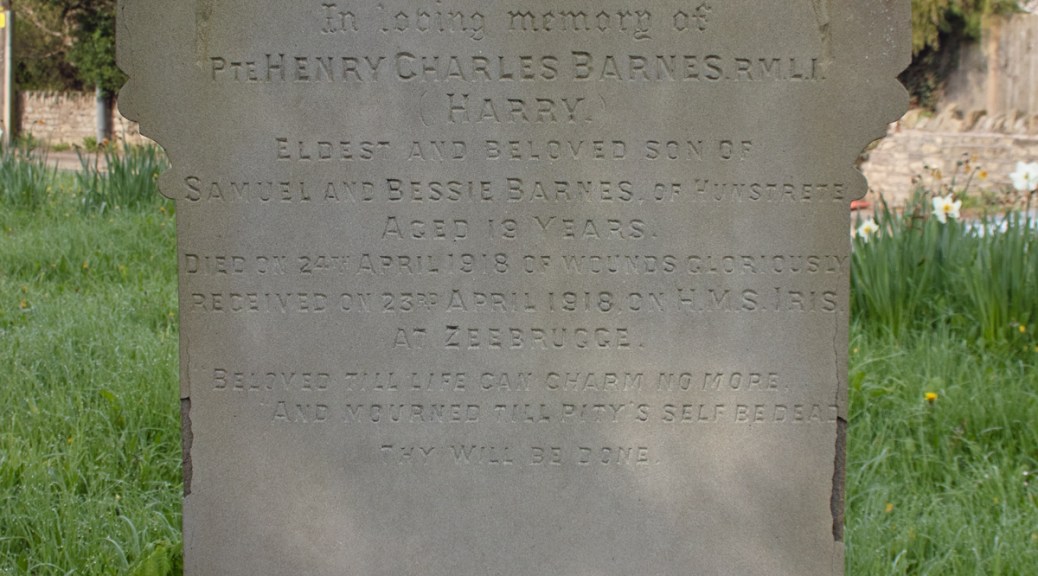 In loving memory of
PTE HENRY CHARLES BARNES. R.M.L.I.
(HARRY.)
ELDEST AND BELOVED SON OF
SAMUEL AND BESSIE BARNES, OF HUNSTRETE
AGED 19 YEARS.
DIED ON 24TH APRIL 1918 OF WOUNDS GLORIOUSLY
RECEIVED ON 23RD APRIL 1918, ON H.M.S. IRIS
AT ZEEBRUGGE.
"BELOVED TILL LIFE CAN CHARM NO MORE,
"AND MOURNED TILL PITY'S SELF BE DEAD
THY WILL BE DONE.